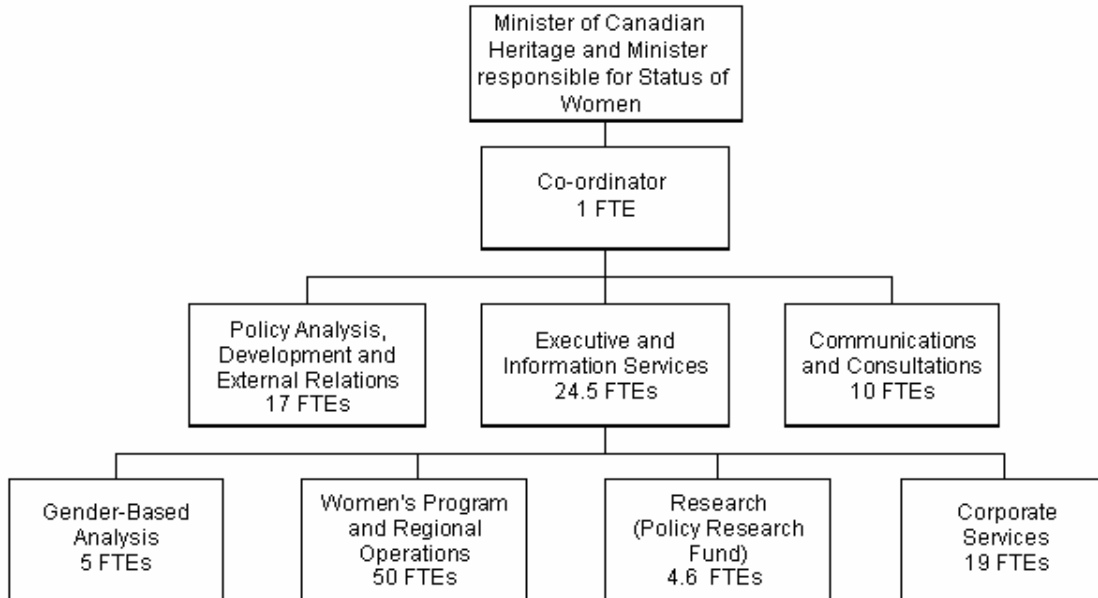 Minister of Canadian
Heritage and Minister
responsible for Status of
Women
Co-ordinator
1 FTE
Policy Analysis,
Development and
External Relations
17 FTEs
Executive and
Information Services
24.5 FTEs
Communications
and Consultations
10 FTEs
Gender-Based
Analysis
5 FTEs
Women's Program
and Regional
Operations
50 FTEs
Research
(Policy Research
Fund)
4.6 FTEs
Corporate
Services
19 FTEs